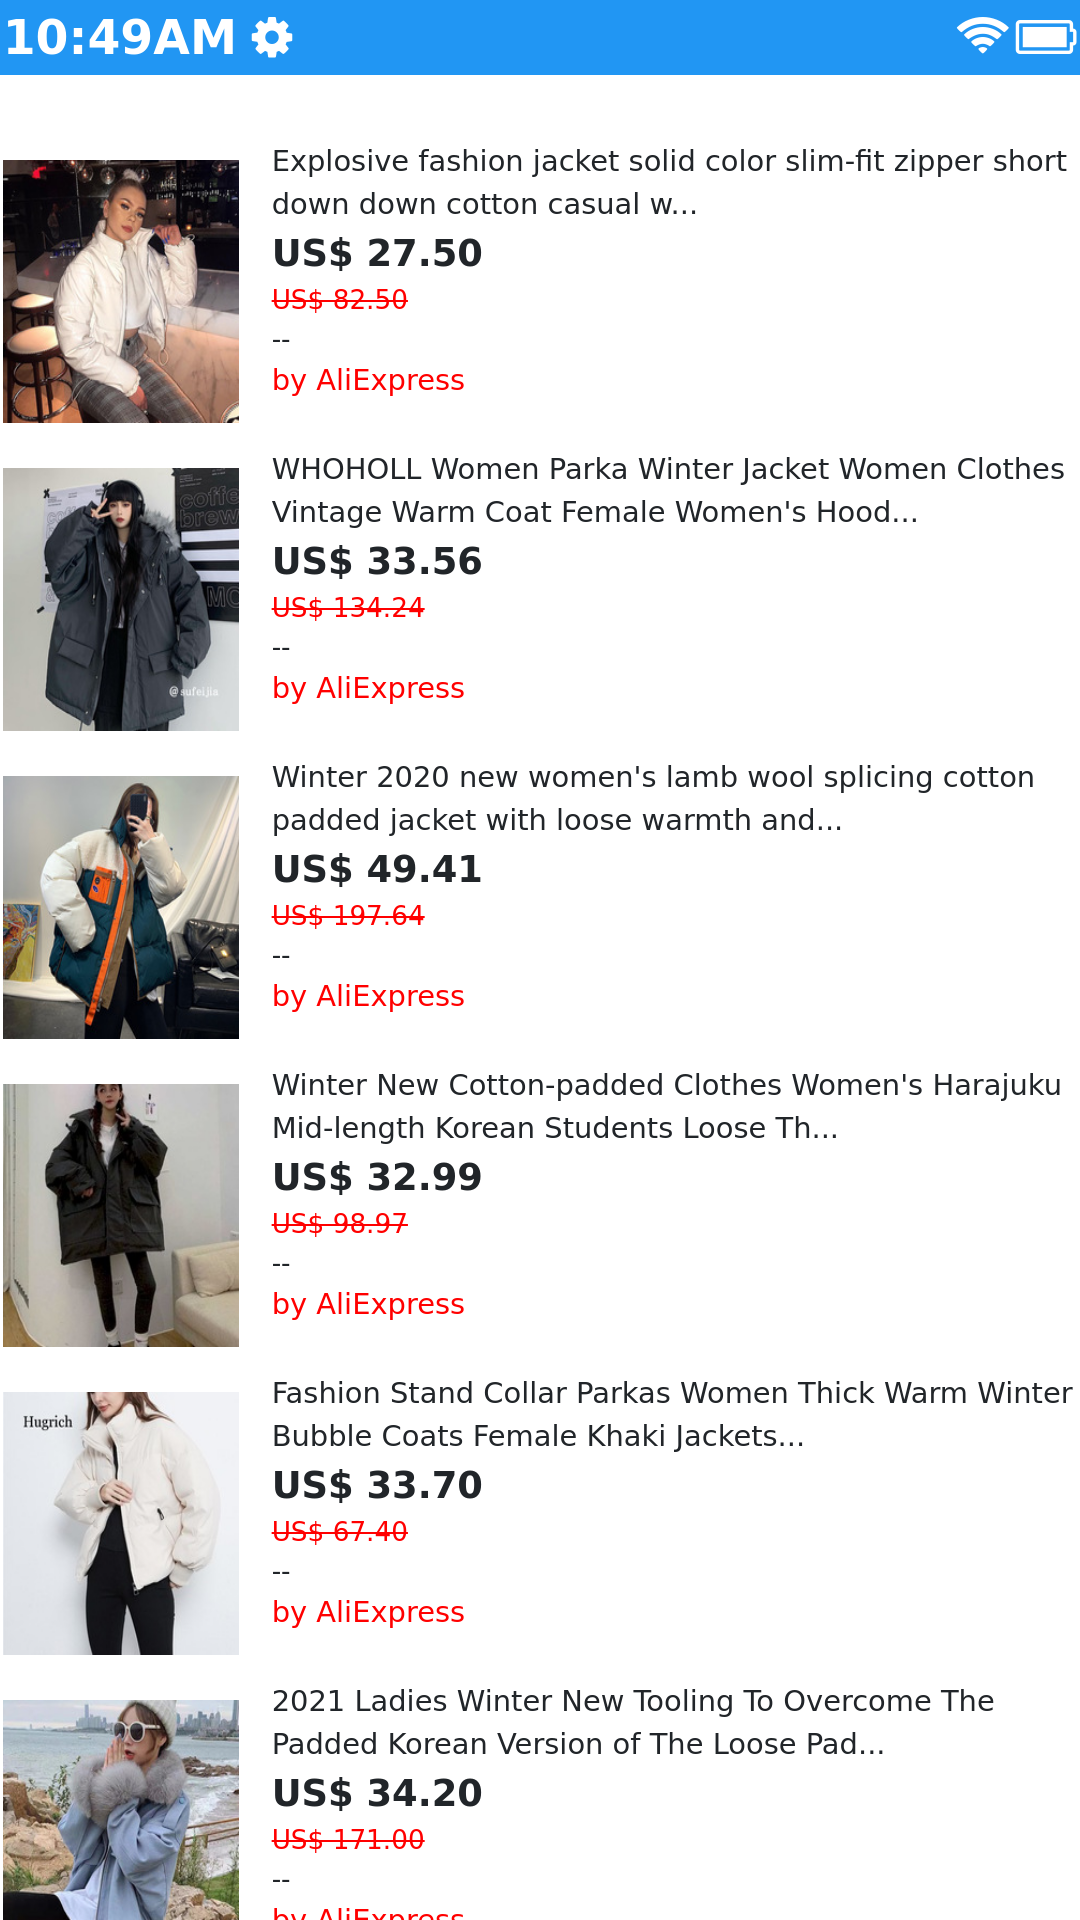 10:49AM
Explosive fashion jacket solid color slim-fit zipper short
down down cotton casual w...
US$ 27.50
US$ 82.50
--
by AliExpress
WHOHOLL Women Parka Winter Jacket Women Clothes
Vintage Warm Coat Female Women's Hood...
US$ 33.56
US$ 134.24
--
by AliExpress
coffe
brew
@sufeijia
Winter 2020 new women's lamb wool splicing cotton
padded jacket with loose warmth and...
US$ 49.41
US$ 197.64
--
by AliExpress
Winter New Cotton-padded Clothes Women's Harajuku
Mid-length Korean Students Loose Th...
US$ 32.99
US$ 98.97
--
by AliExpress
Hugrich
Fashion Stand Collar Parkas Women Thick Warm Winter
Bubble Coats Female Khaki Jackets...
US$ 33.70
US$ 67.40
--
by AliExpress
2021 Ladies Winter New Tooling To Overcome The
Padded Korean Version of The Loose Pad...
US$ 34.20
US$ 171.00
--
by AliExpress